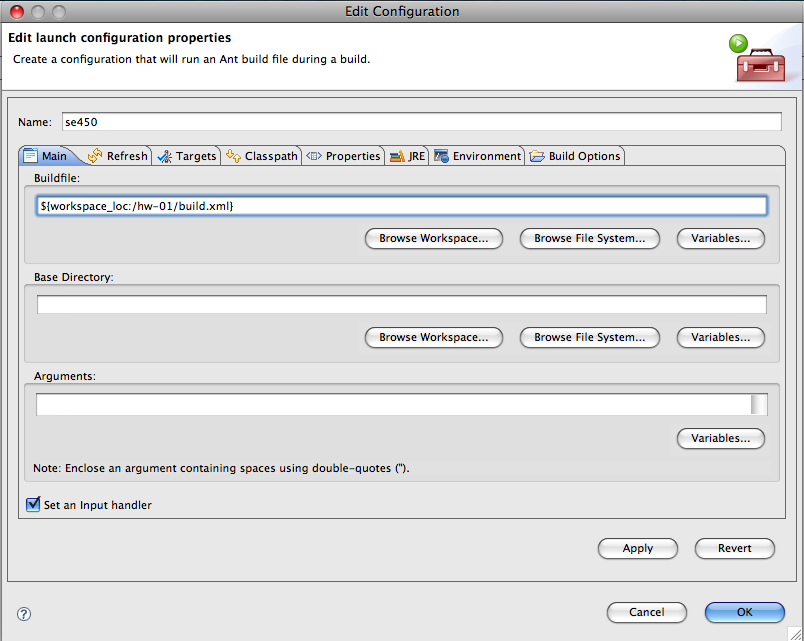 Edit Configuration
Edit launch configuration properties
Create a configuration that will run an Ant build file during a build.
Name: se450
Main Refresh Targets Classpath Properties JRE Environment Build Options
Buildfile:
${workspace_loc:/hw-01/build.xml}
Browse Workspace... Browse File System... Variables...
Base Directory:
Browse Workspace... Browse File System... Variables...
Arguments:
Variables...
Note: Enclose an argument containing spaces using double-quotes (").
Set an Input handler
Apply Revert
? Cancel OK